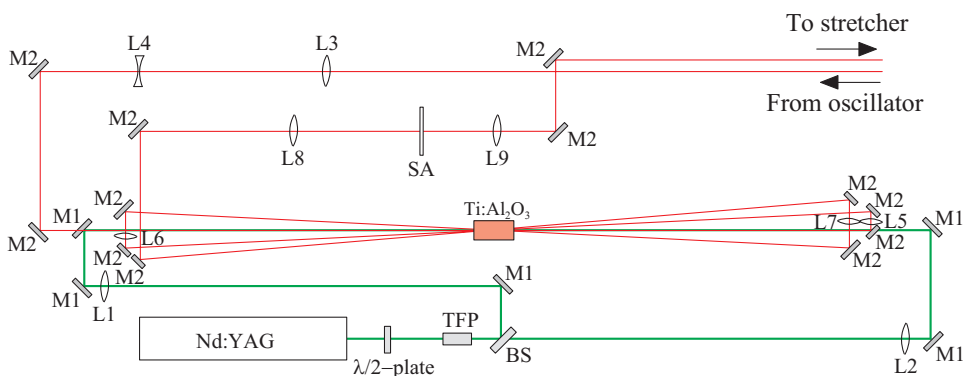 To stretcher
M2
L4
L3
M2
From oscillator
M2
L8
SA
L9
M2
M2
M1
M2
L6
M2
M2
Ti:Al₂O₃
M2
M2
L7
L5
M2
M2
M1
M1
L1
M1
Nd:YAG
λ/2−plate
TFP
BS
L2
M1